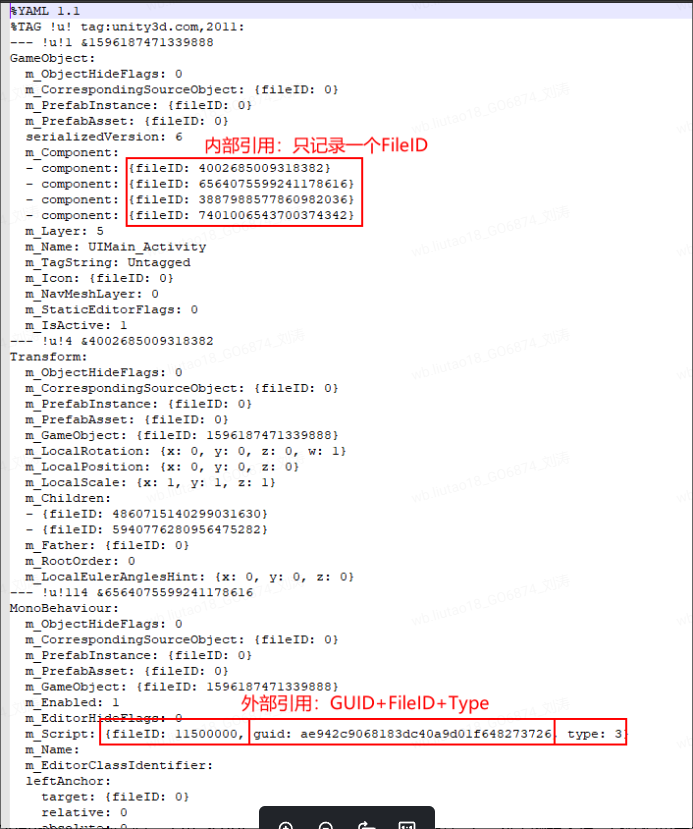 %YAML 1.1
%TAG !u! tag:unity3d.com,2011:
--- !u!1 &1596187471339888
GameObject:
m_ObjectHideFlags: 0
m_CorrespondingSourceObject: {fileID: 0}
m_PrefabInstance: {fileID: 0}
m_PrefabAsset: {fileID: 0}
serializedVersion: 6
内部引用：只记录一个FileID
m_Component:
- component: {fileID: 4002685009318382}
- component: {fileID: 6564075599241178616}
- component: {fileID: 3887988577860982036}
- component: {fileID: 7401006543700374342}
m_Layer: 5
m_Name: UIMain_Activity
m_TagString: Untagged
m_Icon: {fileID: 0}
m_NavMeshLayer: 0
m_StaticEditorFlags: 0
m_IsActive: 1
--- !u!4 &4002685009318382
Transform:
m_ObjectHideFlags: 0
m_CorrespondingSourceObject: {fileID: 0}
m_PrefabInstance: {fileID: 0}
m_PrefabAsset: {fileID: 0}
m_GameObject: {fileID: 1596187471339888}
m_LocalRotation: {x: 0, y: 0, z: 0, w: 1}
m_LocalPosition: {x: 0, y: 0, z: 0}
m_LocalScale: {x: 1, y: 1, z: 1}
m_Children:
- {fileID: 4860715140299031630}
- {fileID: 5940776280956475282}
m_Father: {fileID: 0}
m_RootOrder: 0
m_LocalEulerAnglesHint: {x: 0, y: 0, z: 0}
--- !u!114 &6564075599241178616
MonoBehaviour:
m_ObjectHideFlags: 0
m_CorrespondingSourceObject: {fileID: 0}
m_PrefabInstance: {fileID: 0}
m_PrefabAsset: {fileID: 0}
m_GameObject: {fileID: 1596187471339888}
m_Enabled: 1
外部引用：GUID+FileID+Type
m_EditorHideFlags: 0
m_Script: {fileID: 11500000, guid: ae942c9068183dc40a9d01f648273726, type: 3}
m_Name:
m_EditorClassIdentifier:
leftAnchor:
target: {fileID: 0}
relative: 0
absolute: 0